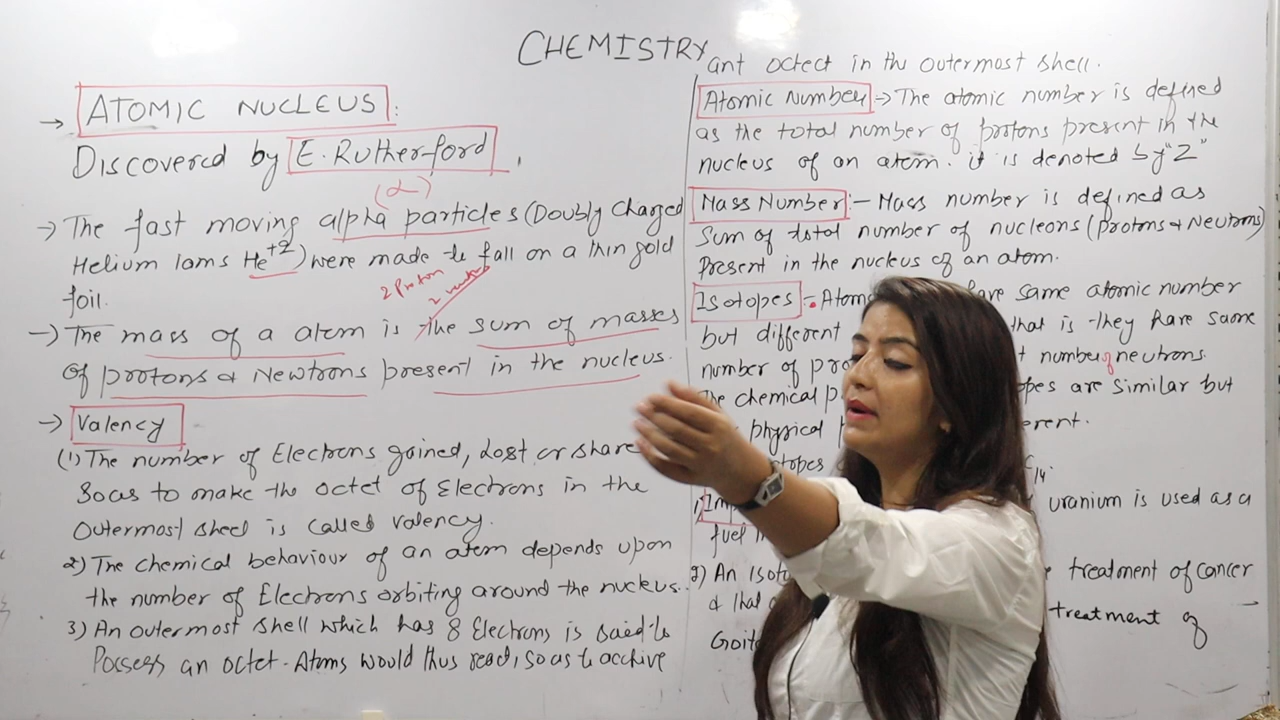 CHEMISTRY
→ ATOMIC NUCLEUS:
Discovered by E. Rutherford.
(α)
→ The fast moving alpha particles (Doubly Charged
Helium Ions He+2) were made to fall on a thin gold
foil.
2 Proton
2
→ The mass of a atom is the sum of masses
of protons & Newtrons present in the nucleus.
→ Valency
(1) The number of Electrons gained, Lost or share
Soas to make the octet of Electrons in the
Outermost sheel is called valency.
2) The chemical behaviour of an atom depends upon
the number of Electrons orbiting around the nucleus.
3) An outermost shell which has 8 Electrons is said to
Possess an octet. Atoms would thus react, so as to achive
ant octect in the outermost shell.
Atomic Number → The atomic number is defined
as the total number of protons present in the
nucleus of an atom. it is denoted by "Z"
Mass Number :- Mass number is defined as
Sum of total number of nucleons (protons & Neutrons)
Present in the nucleus of an atom.
Isotopes :- same atomic number
but different that is they have same
number of number of neutrons.
The chemical are similar but
physical
14.
uranium is used as a
fuel
2) An treatment of cancer
& that treatment of